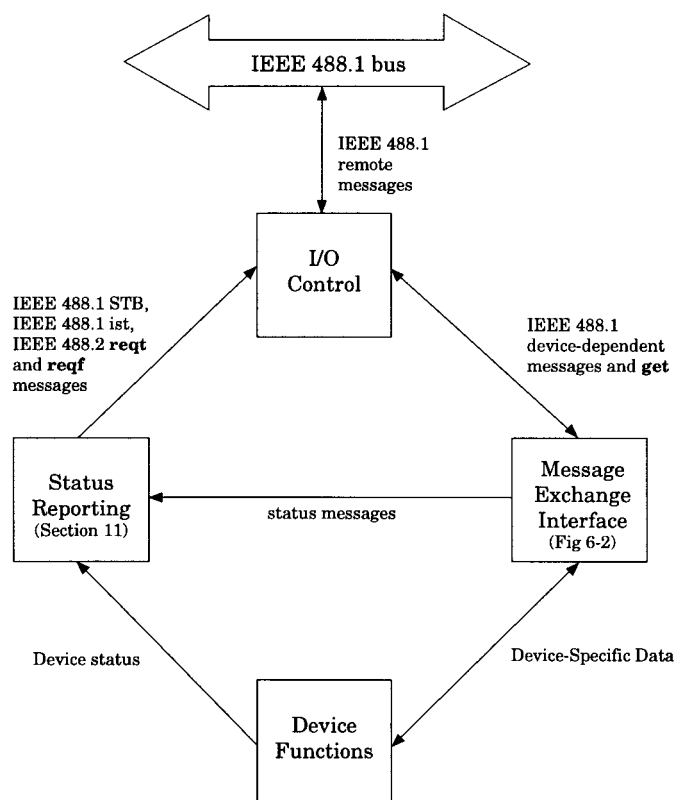 IEEE 488.1 bus
IEEE 488.1
remote
messages
I/O
Control
IEEE 488.1 STB,
IEEE 488.1 ist,
IEEE 488.2 reqt
and reqf
messages
IEEE 488.1
device-dependent
messages and get
Status
Reporting
(Section 11)
status messages
Message
Exchange
Interface
(Fig 6-2)
Device status
Device-Specific Data
Device
Functions